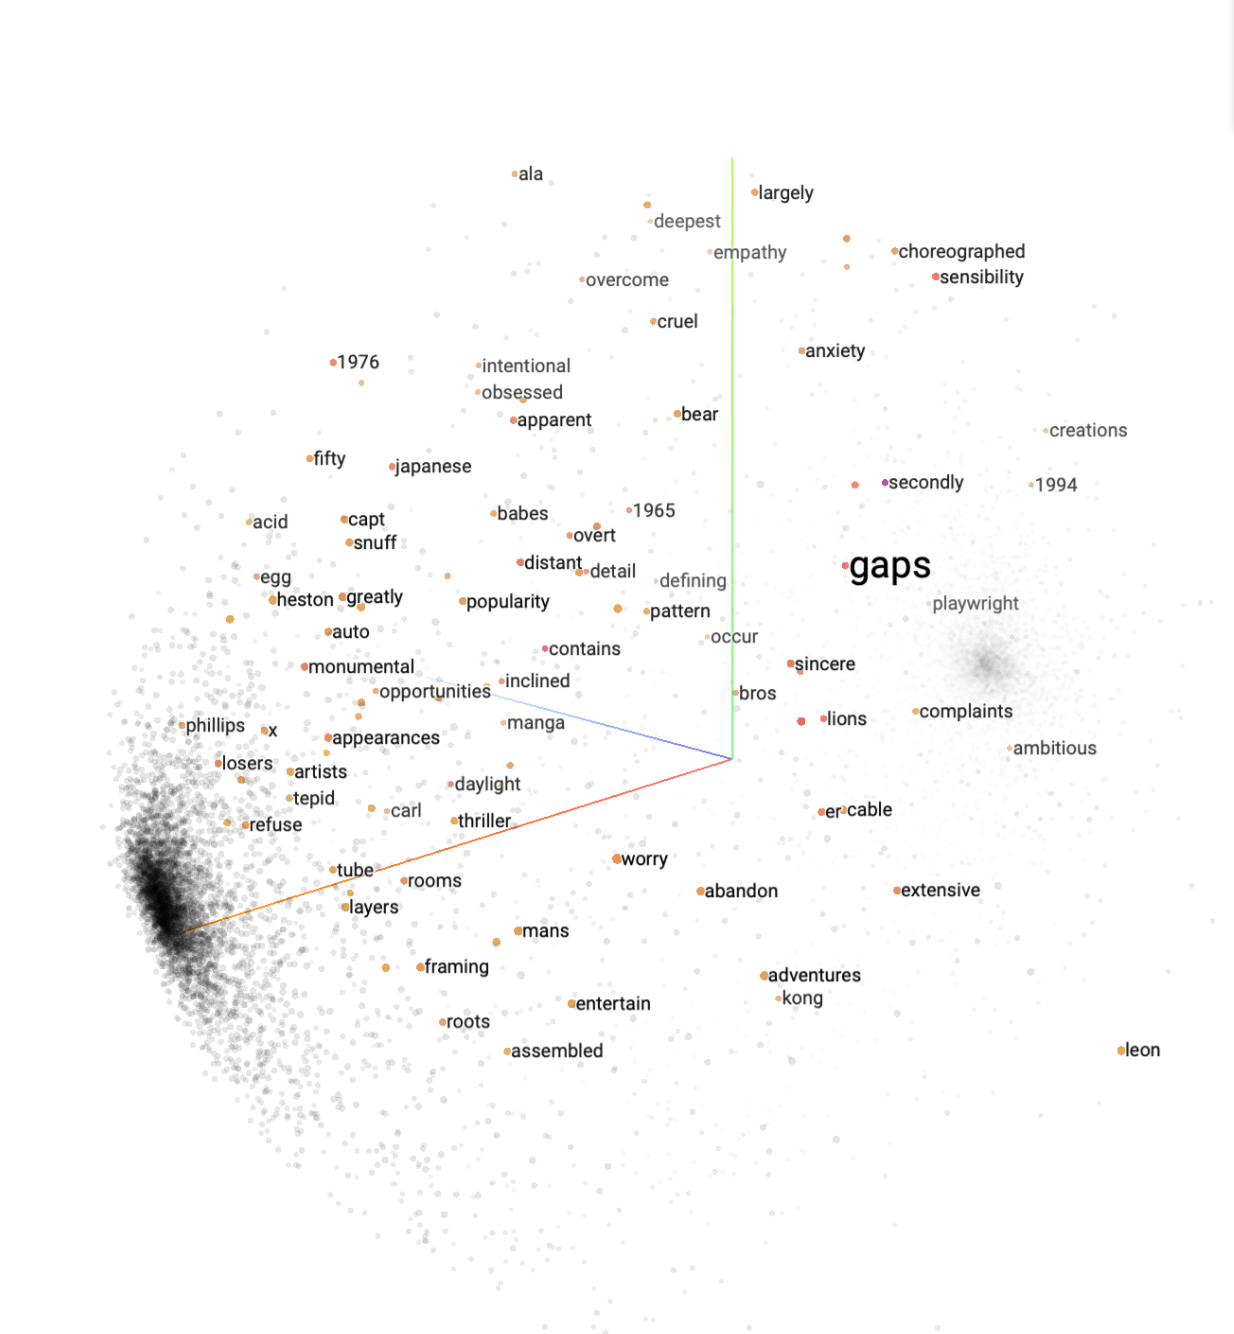 ala
largely
deepest
empathy
choreographed
sensibility
overcome
cruel
anxiety
1976
intentional
obsessed
apparent
bear
creations
fifty
japanese
secondly
1994
acid
capt
babes
1965
snuff
overt
distant
detail
gaps
egg
defining
heston
greatly
popularity
pattern
playwright
auto
occur
contains
monumental
sincere
opportunities
inclined
bros
phillips
x
manga
lions
complaints
appearances
ambitious
losers
artists
daylight
tepid
carl
er
cable
refuse
thriller
tube
worry
rooms
abandon
extensive
layers
mans
framing
adventures
kong
entertain
roots
assembled
leon